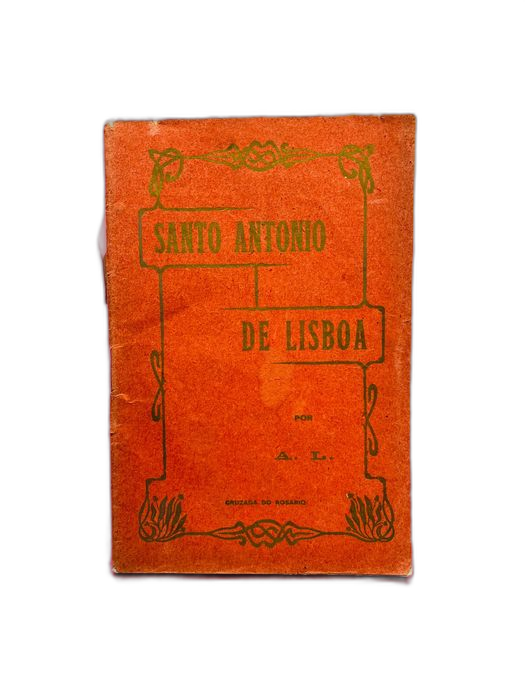 SANTO ANTONIO
DE LISBOA
POR
A. L.
CRUZADA DO ROSARIO